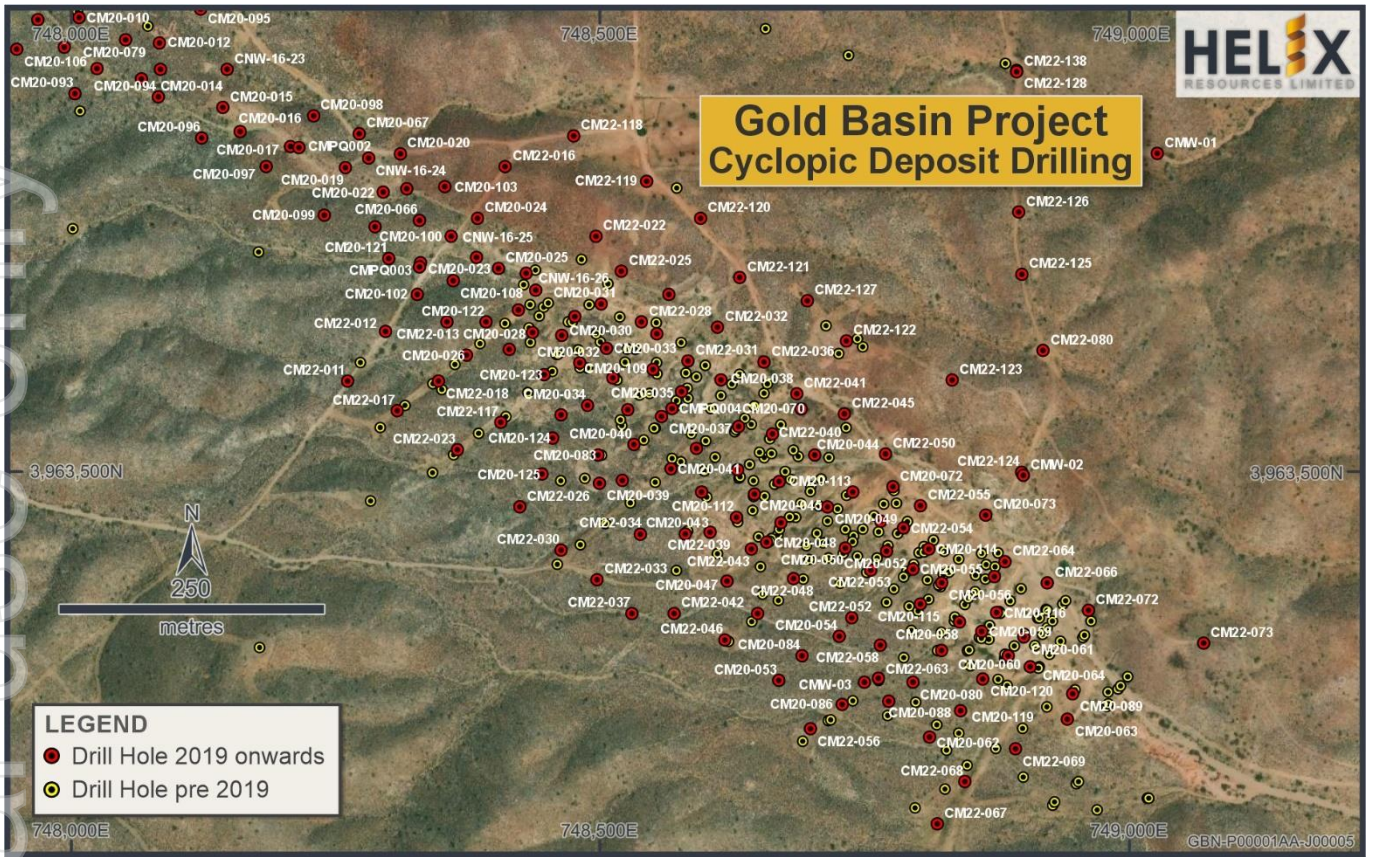 748,000E
748,500E
749,000E
HELIX
RESOURCES LIMITED
Gold Basin Project
Cyclopic Deposit Drilling
CM20-010
CM20-095
CM20-106
CM20-079
CM20-012
CNW-16-23
CM20-093
CM20-094
CM20-014
CM20-015
CM20-098
CM20-096
CM20-016
CM20-067
CM20-017
CMPQ002
CM20-020
CM22-118
CM22-138
CM22-128
CMW-01
CM20-097
CM20-019
CNW-16-24
CM22-016
CM20-022
CM20-103
CM22-119
CM20-099
CM20-066
CM20-024
CM22-120
CM22-126
CM20-100
CNW-16-25
CM22-022
CM20-121
CMPQ003
CM20-023
CM20-025
CM22-025
CM22-121
CM22-125
CNW-16-26
CM20-102
CM20-108
CM20-031
CM22-127
CM22-012
CM20-122
CM22-028
CM22-032
CM22-013
CM20-028
CM20-030
CM22-122
CM22-080
CM20-026
CM20-032
CM20-033
CM22-031
CM22-036
CM22-011
CM20-123
CM20-109
CM20-038
CM22-123
CM22-017
CM22-018
CM20-034
CM20-035
CM22-041
CM22-117
CMPQ004
CM20-070
CM22-045
CM22-023
CM20-124
CM20-040
CM20-037
CM22-040
CM20-083
CM20-044
CM22-050
3,963,500N
CM20-125
CM20-041
CM20-072
CM22-124
CMW-02
3,963,500N
CM22-026
CM20-039
CM20-113
CM22-055
CM20-073
CM20-112
CM20-045
CM20-049
CM22-054
CM22-034
CM20-043
CM22-030
CM22-039
CM20-048
CM20-114
CM22-064
CM22-043
CM20-050
CM20-052
CM20-055
CM22-033
CM20-047
CM22-048
CM22-053
CM22-066
CM20-056
CM22-037
CM22-042
CM22-052
CM20-115
CM20-116
CM22-072
CM22-046
CM20-054
CM20-058
CM20-059
CM22-073
CM20-084
CM22-058
CM20-061
CM20-053
CMW-03
CM22-063
CM20-060
CM20-064
CM20-086
CM20-080
CM20-120
CM20-089
CM20-088
CM20-119
CM20-063
CM22-056
CM20-062
CM22-069
CM22-068
CM22-067
N
250
metres
LEGEND
Drill Hole 2019 onwards
Drill Hole pre 2019
748,000E
748,500E
749,000E
GBN-P00001AA-J00005